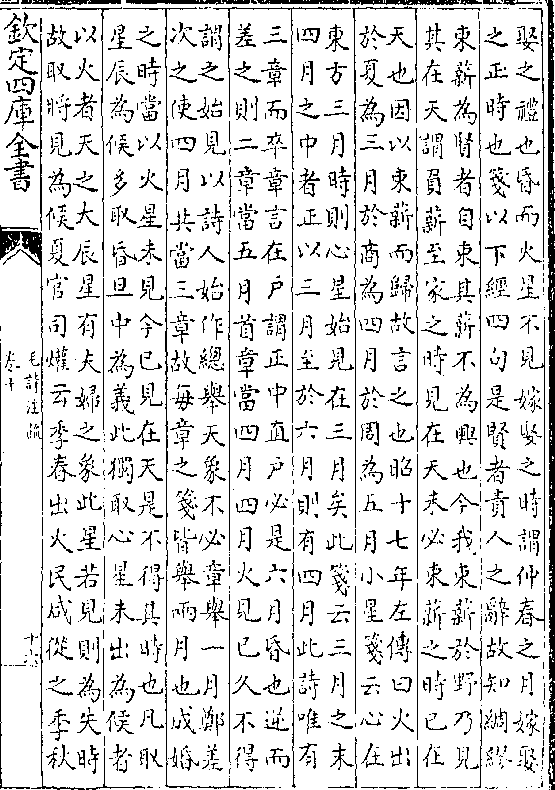 娶之禮也昏而火星不見嫁娶之時謂仲春之月嫁娶
之正時也箋以下經四句是賢者責人之辭故知綢繆
束薪為賢者自束其薪不為興也今我束薪於野乃見
其在天謂負薪至家之時見在天未必束薪之時已在
天也因以束薪而歸故言之也昭十七年左傳曰火出
於夏為三月於商為四月於周為五月小星箋云心在
東方三月時則心星始見在三月矣此箋云三月之末
四月之中者正以三月至於六月則有四月此詩唯有
三章而卒章言在戶謂正中直戶必是六月昏也逆而
差之則二章當五月首章當四月四月火見已久不得
謂之始見以詩人始作總舉天象不必章舉一月鄭差
次之使四月共當三章故每章之箋皆舉兩月也成婚
之時當以火星未見今已見在天是不得其時也凡取
星辰為候多取昏旦中為義此獨取心星未出為候者
以火者天之大辰星有夫婦之象此星若見則為失時
故取將見為候夏官司爟云季春出火民咸從之季秋
欽定四庫全書
毛詩注疏
卷十